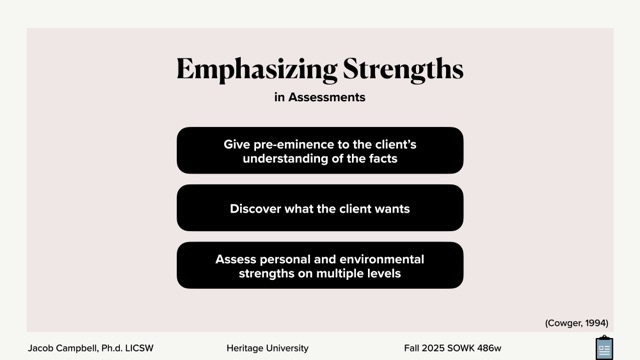 Emphasizing Strengths
in Assessments
Give pre-eminence to the client's
understanding of the facts
Discover what the client wants
Assess personal and environmental
strengths on multiple levels
(Cowger, 1994)
Jacob Campbell, Ph.d. LICSW
Heritage University
Fall 2025 SOWK 486w